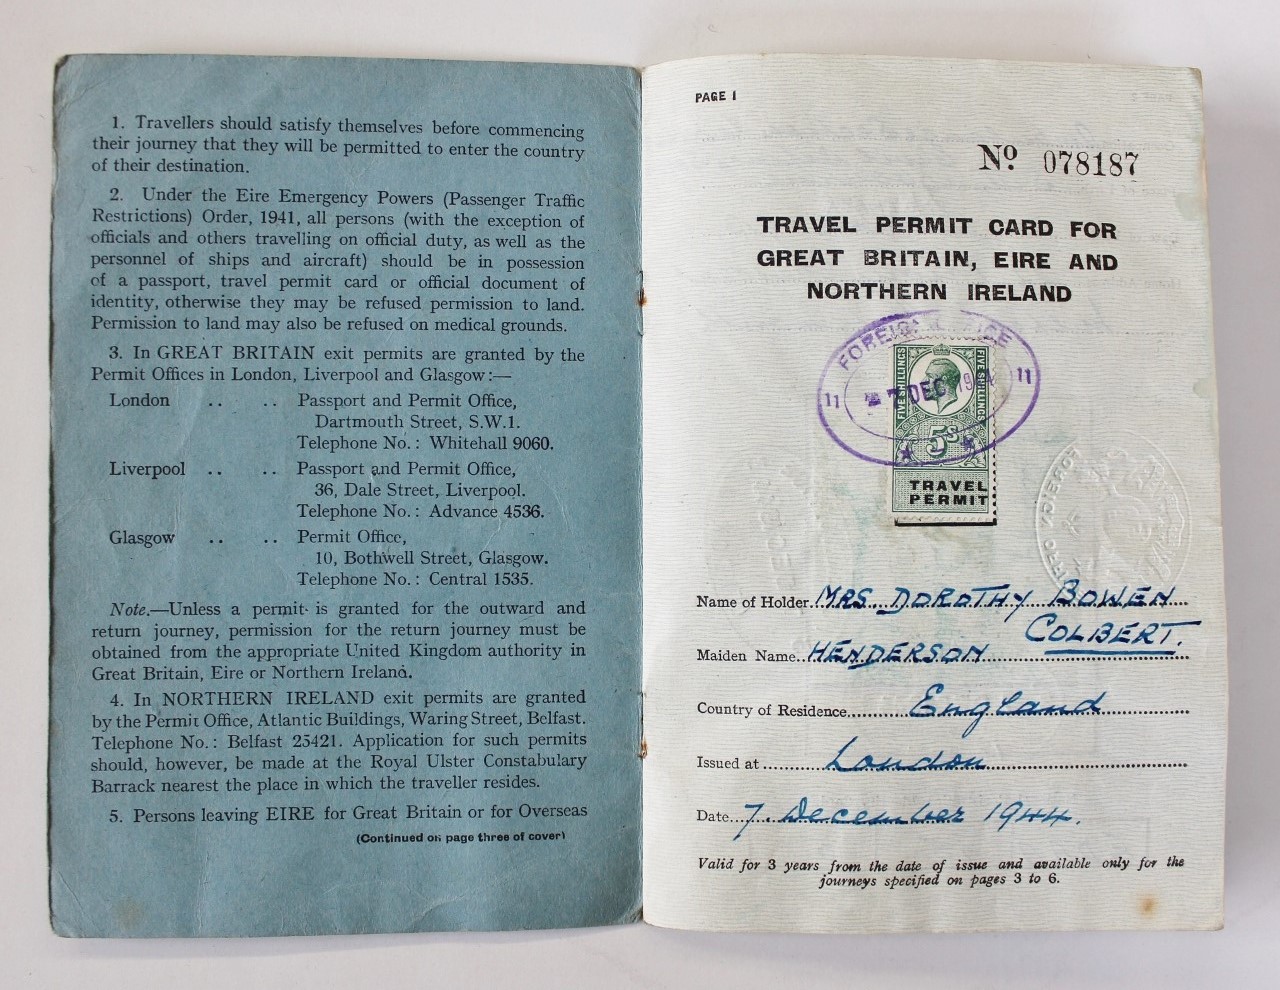 1. Travellers should satisfy themselves before commencing
their journey that they will be permitted to enter the country
of their destination.
2. Under the Eire Emergency Powers (Passenger Traffic
Restrictions) Order, 1941, all persons (with the exception of
officials and others travelling on official duty, as well as the
personnel of ships and aircraft) should be in possession
of a passport, travel permit card or official document of
identity, otherwise they may be refused permission to land.
Permission to land may also be refused on medical grounds.
3. In GREAT BRITAIN exit permits are granted by the
Permit Offices in London, Liverpool and Glasgow:—
London .. .. Passport and Permit Office,
Dartmouth Street, S.W.1.
Telephone No.: Whitehall 9060.
Liverpool .. .. Passport and Permit Office,
36, Dale Street, Liverpool.
Telephone No.: Advance 4536.
Glasgow .. .. Permit Office,
10, Bothwell Street, Glasgow.
Telephone No.: Central 1535.
Note.—Unless a permit is granted for the outward and
return journey, permission for the return journey must be
obtained from the appropriate United Kingdom authority in
Great Britain, Eire or Northern Ireland.
4. In NORTHERN IRELAND exit permits are granted
by the Permit Office, Atlantic Buildings, Waring Street, Belfast.
Telephone No.: Belfast 25421. Application for such permits
should, however, be made at the Royal Ulster Constabulary
Barrack nearest the place in which the traveller resides.
5. Persons leaving EIRE for Great Britain or for Overseas
(Continued on page three of cover)
PAGE 1
Nº 078187
TRAVEL PERMIT CARD FOR
GREAT BRITAIN, EIRE AND
NORTHERN IRELAND
FOREIGN OFFICE
FIVE SHILLINGS
FIVE SHILLINGS
11 7 DEC 194 11
5s
TRAVEL
PERMIT
Name of Holder MRS. DOROTHY BOWEN
COLBERT.
Maiden Name HENDERSON
Country of Residence England
Issued at London
Date 7. December 1944.
Valid for 3 years from the date of issue and available only for the
journeys specified on pages 3 to 6.